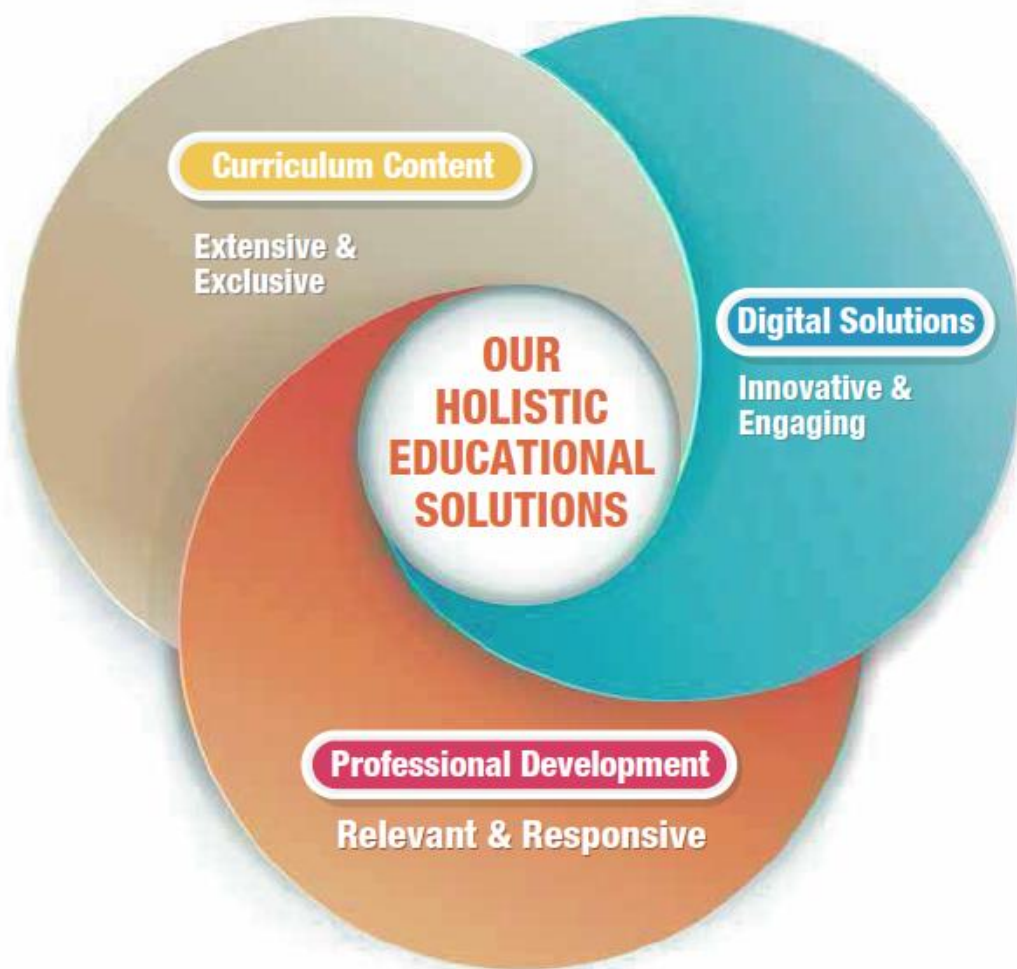 Curriculum Content
Extensive &
Exclusive
Digital Solutions
Innovative &
Engaging
OUR
HOLISTIC
EDUCATIONAL
SOLUTIONS
Professional Development
Relevant & Responsive